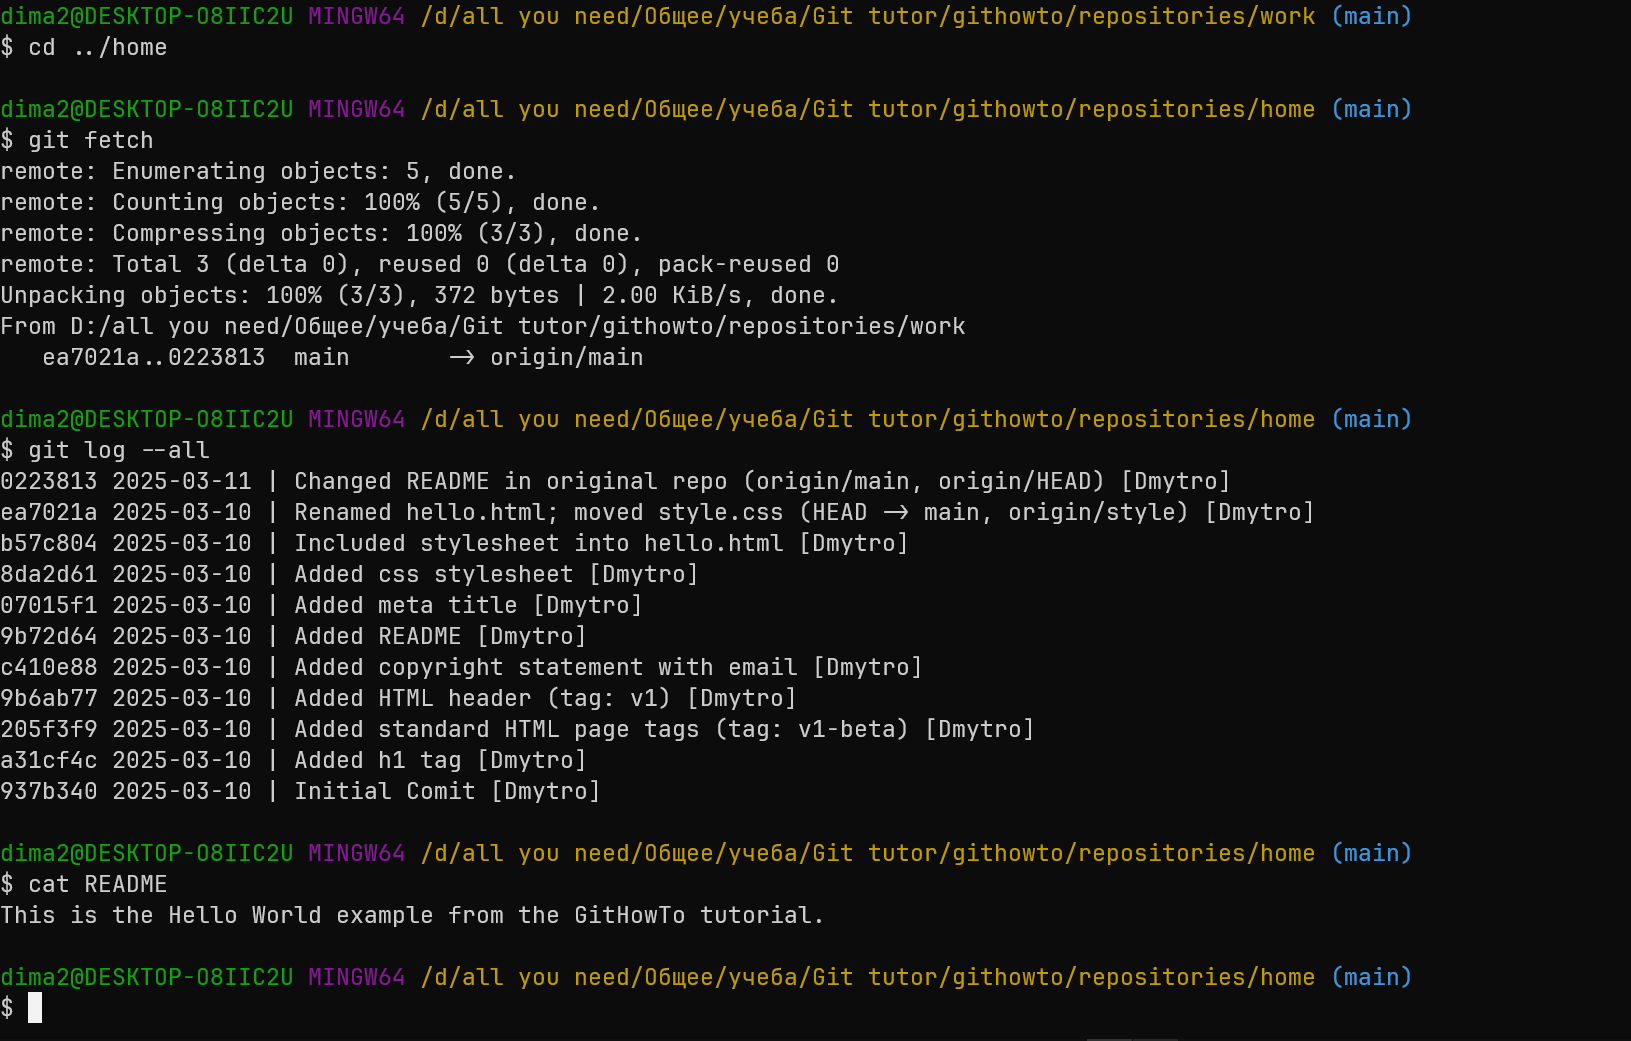 dima2@DESKTOP-O8IIC2U MINGW64 /d/all you need/Общее/учеба/Git tutor/githowto/repositories/work (main)
$ cd ../home
dima2@DESKTOP-O8IIC2U MINGW64 /d/all you need/Общее/учеба/Git tutor/githowto/repositories/home (main)
$ git fetch
remote: Enumerating objects: 5, done.
remote: Counting objects: 100% (5/5), done.
remote: Compressing objects: 100% (3/3), done.
remote: Total 3 (delta 0), reused 0 (delta 0), pack-reused 0
Unpacking objects: 100% (3/3), 372 bytes | 2.00 KiB/s, done.
From D:/all you need/Общее/учеба/Git tutor/githowto/repositories/work
   ea7021a..0223813  main       -> origin/main
dima2@DESKTOP-O8IIC2U MINGW64 /d/all you need/Общее/учеба/Git tutor/githowto/repositories/home (main)
$ git log --all
0223813 2025-03-11 | Changed README in original repo (origin/main, origin/HEAD) [Dmytro]
ea7021a 2025-03-10 | Renamed hello.html; moved style.css (HEAD -> main, origin/style) [Dmytro]
b57c804 2025-03-10 | Included stylesheet into hello.html [Dmytro]
8da2d61 2025-03-10 | Added css stylesheet [Dmytro]
07015f1 2025-03-10 | Added meta title [Dmytro]
9b72d64 2025-03-10 | Added README [Dmytro]
c410e88 2025-03-10 | Added copyright statement with email [Dmytro]
9b6ab77 2025-03-10 | Added HTML header (tag: v1) [Dmytro]
205f3f9 2025-03-10 | Added standard HTML page tags (tag: v1-beta) [Dmytro]
a31cf4c 2025-03-10 | Added h1 tag [Dmytro]
937b340 2025-03-10 | Initial Comit [Dmytro]
dima2@DESKTOP-O8IIC2U MINGW64 /d/all you need/Общее/учеба/Git tutor/githowto/repositories/home (main)
$ cat README
This is the Hello World example from the GitHowTo tutorial.
dima2@DESKTOP-O8IIC2U MINGW64 /d/all you need/Общее/учеба/Git tutor/githowto/repositories/home (main)
$